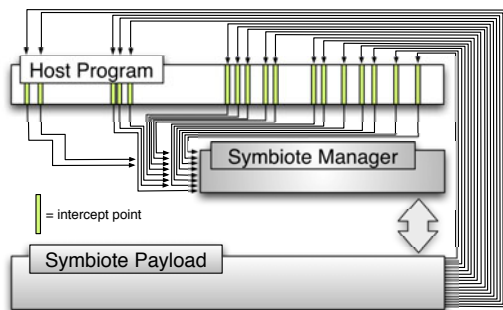 Host Program
Symbiote Manager
= intercept point
Symbiote Payload